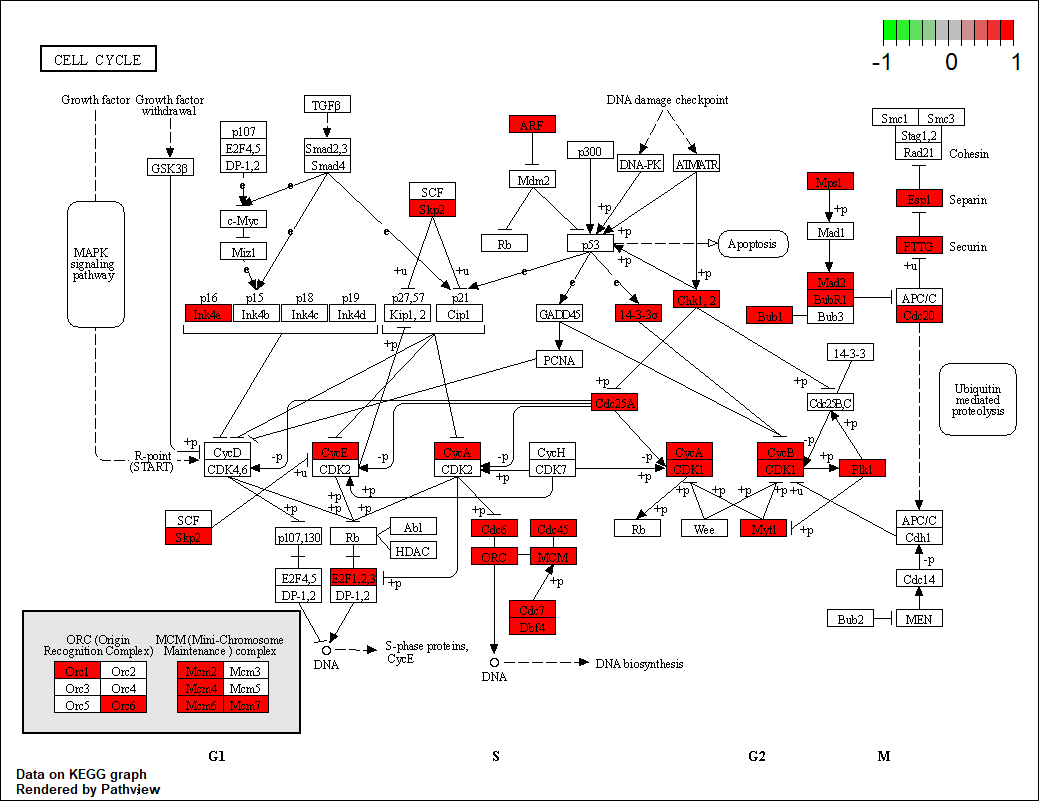 CELL CYCLE
-1 0 1
Growth factor
Growth factor
withdrawal
TGFβ
DNA damage checkpoint
GSK3β
p107
E2F4,5
DP-1,2
Smad2,3
Smad4
ARF
p300
DNA-PK
ATMATR
Smc1
Smc3
Stag1,2
Rad21
Cohesin
e
c-Myc
Miz1
e
e
SCF
Skp2
Mdm2
Rb
p53
+p
+p
Apoptosis
Mps1
+p
Mad1
Esp1
Separin
PTTG
Securin
+u
MAPK
signaling
pathway
+u
+u
e
e
e
+p
Mad2
BubR1
Bub3
Bub1
APC/C
Cdc20
p16
Ink4a
p15
Ink4b
p18
Ink4c
p19
Ink4d
p27,57
Kip1, 2
p21
Cip1
GADD45
14-3-3σ
Chk1, 2
+p
PCNA
14-3-3
Ubiquitin
mediated
proteolysis
+p
Cdc25A
+p
Cdc25B,C
+p
R-point
(START)
+p
CycD
CDK4,6
-p
CycE
CDK2
-p
CycA
CDK2
-p
+p
CycH
CDK7
-p
+p
CycA
CDK1
CycB
CDK1
-p
+p
Plk1
+u
SCF
Skp2
+p
+p
+p
+p
p107,130
Rb
Abl
HDAC
+p
Cdc6
Cdc45
ORC
MCM
+p
Rb
+p
Wee
+p
+p
Myt1
+u
+p
APC/C
Cdh1
-p
Cdc14
E2F4,5
DP-1,2
E2F1,2,3
DP-1,2
+p
+p
Cdc7
Dbf4
Bub2
MEN
DNA
S-phase proteins,
CycE
DNA
DNA biosynthesis
ORC (Origin
Recognition Complex)
MCM (Mini-Chromosome
Maintenance ) complex
Orc1 Orc2
Orc3 Orc4
Orc5 Orc6
Mcm2 Mcm3
Mcm4 Mcm5
Mcm6 Mcm7
G1 S G2 M
Data on KEGG graph
Rendered by Pathview